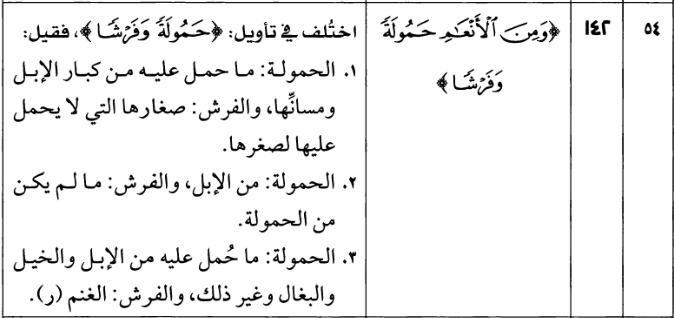 ٥٤
١٤٢
﴿وَمِنَ ٱلْأَنْعَٰمِ حَمُولَةً
وَفَرْشًا﴾
اختُلف في تأويل: ﴿حَمُولَةً وَفَرْشًا﴾، فقيل:
١. الحمولة: ما حمل عليه من كبار الإبل
ومسانِّها، والفرش: صغارها التي لا يحمل
عليها لصغرها.
٢. الحمولة: من الإبل، والفرش: ما لم يكن
من الحمولة.
٣. الحمولة: ما حُمل عليه من الإبل والخيل
والبغال وغير ذلك، والفرش: الغنم (ر).